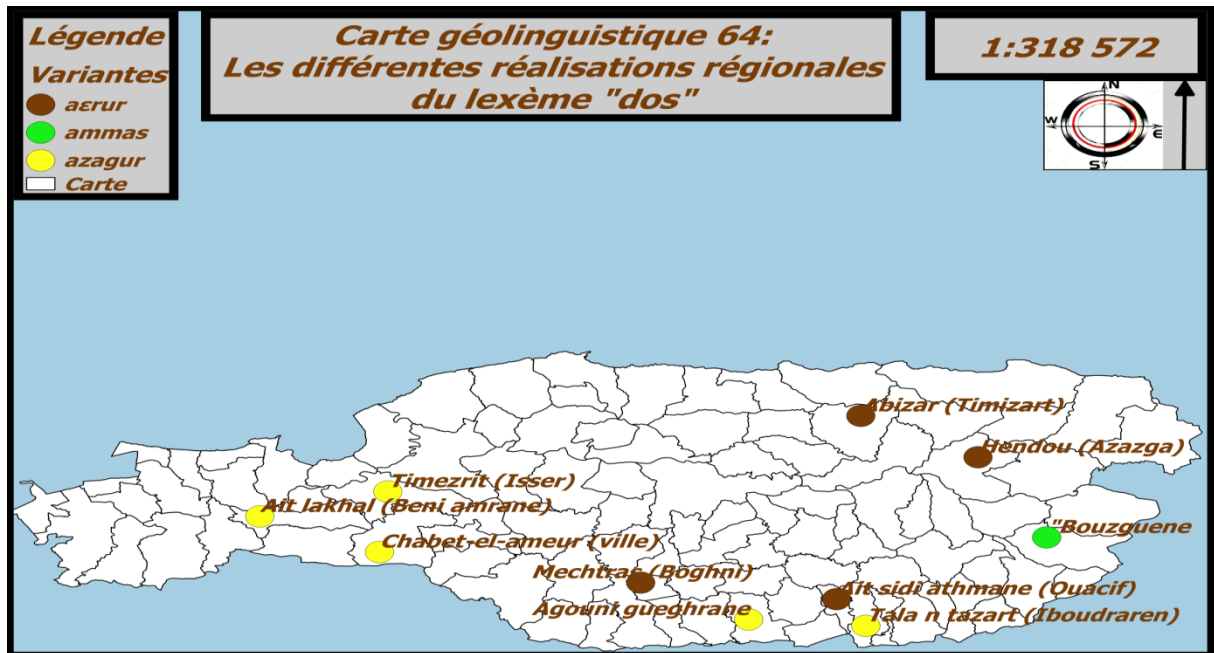 Légende
Variantes
aɛrur
ammas
azagur
Carte
Carte géolinguistique 64:
Les différentes réalisations régionales
du lexème "dos"
1:318 572
N
W
E
S
Abizar (Timizart)
Hendou (Azazga)
Timezrit (Isser)
Ait lakhal (Beni amrane)
"Bouzguene
Chabet-el-ameur (ville)
Mechtras (Boghni)
Ait sidi athmane (Ouacif)
Agouni gueghrane
Tala n tazart (Iboudraren)